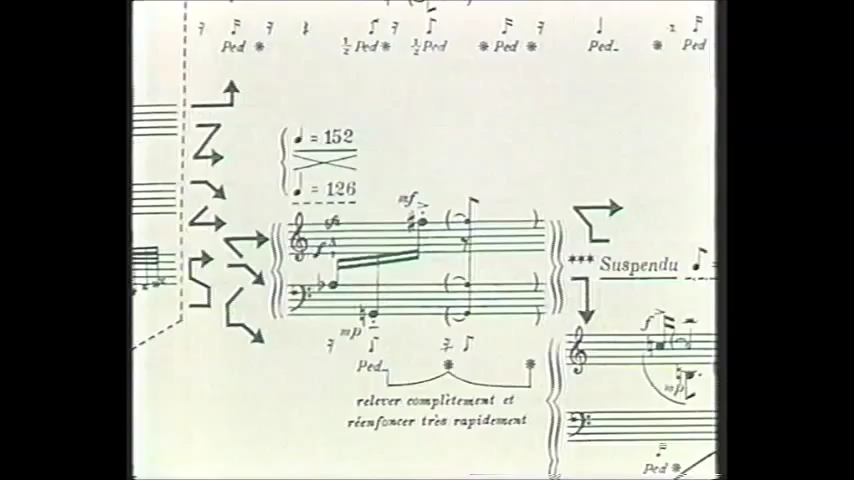 Ped * ½ Ped * ½ Ped * Ped * Ped * Ped
= 152
= 126
mf
f
*** Suspendu
f
mp
mp
Ped * *
relever complètement et
réenfoncer très rapidement
Ped *